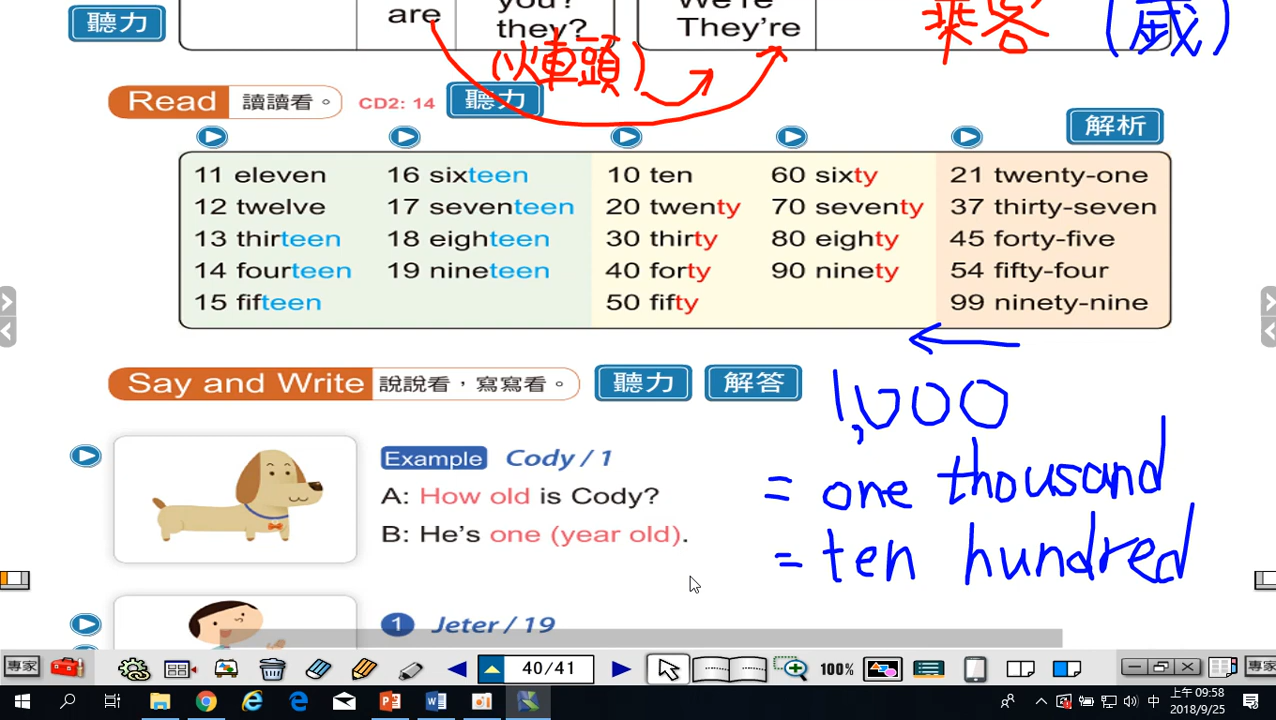 聽力
are
you?
they?
We're
They're
乘客
(歲)
(火車頭)
Read 讀讀看。 CD2: 14 聽力
解析
11 eleven 16 sixteen 10 ten 60 sixty 21 twenty-one
12 twelve 17 seventeen 20 twenty 70 seventy 37 thirty-seven
13 thirteen 18 eighteen 30 thirty 80 eighty 45 forty-five
14 fourteen 19 nineteen 40 forty 90 ninety 54 fifty-four
15 fifteen 50 fifty 99 ninety-nine
Say and Write 說說看，寫寫看。 聽力 解答
1,000
Example Cody / 1
= one thousand
A: How old is Cody?
B: He's one (year old).
= ten hundred
1 Jeter / 19
專家 40/41 100% 專家
中 上午 09:58
2018/9/25